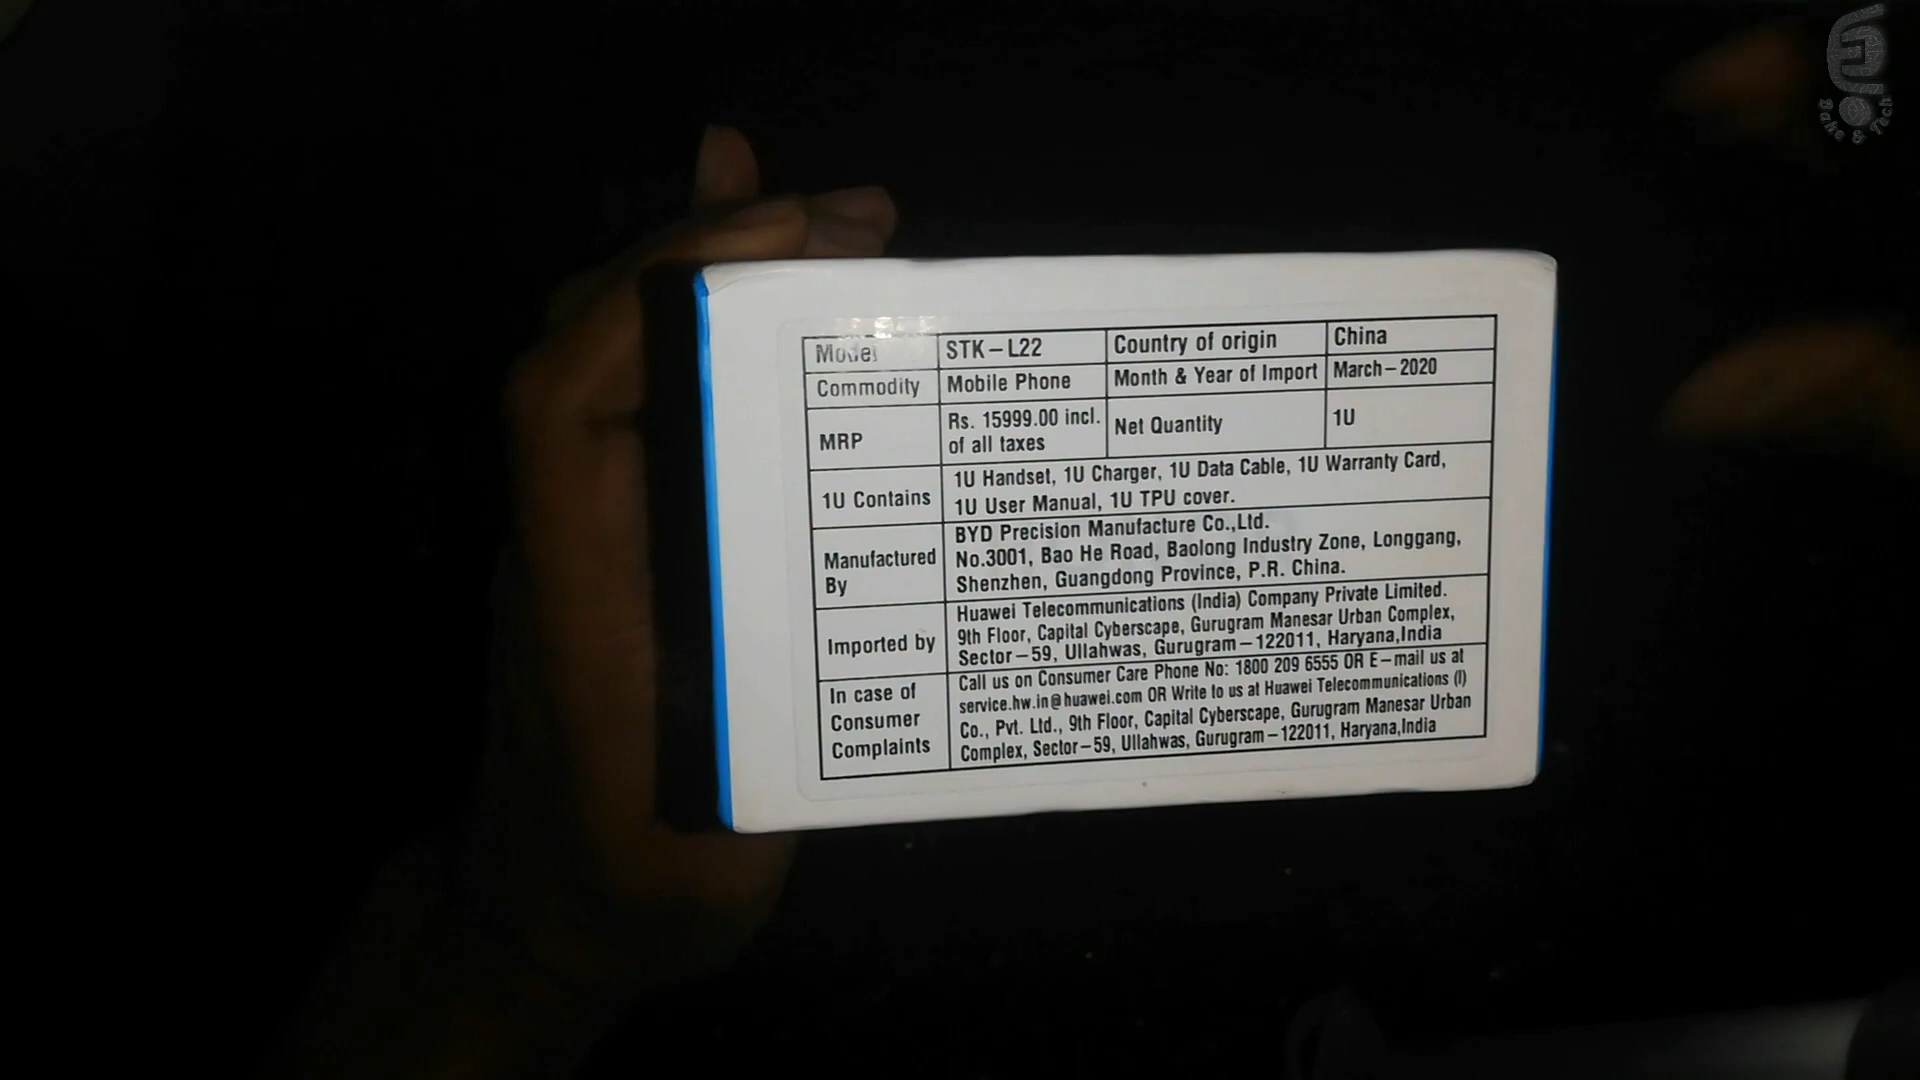 Model STK-L22 Country of origin China
Commodity Mobile Phone Month & Year of Import March-2020
MRP Rs. 15999.00 incl. of all taxes Net Quantity 1U
1U Contains 1U Handset, 1U Charger, 1U Data Cable, 1U Warranty Card,
1U User Manual, 1U TPU cover.
Manufactured By BYD Precision Manufacture Co.,Ltd.
No.3001, Bao He Road, Baolong Industry Zone, Longgang,
Shenzhen, Guangdong Province, P.R. China.
Imported by Huawei Telecommunications (India) Company Private Limited.
9th Floor, Capital Cyberscape, Gurugram Manesar Urban Complex,
Sector-59, Ullahwas, Gurugram-122011, Haryana,India
In case of Consumer Complaints Call us on Consumer Care Phone No: 1800 209 6555 OR E-mail us at
service.hw.in@huawei.com OR Write to us at Huawei Telecommunications (I)
Co., Pvt. Ltd., 9th Floor, Capital Cyberscape, Gurugram Manesar Urban
Complex, Sector-59, Ullahwas, Gurugram-122011, Haryana,India
& Tech